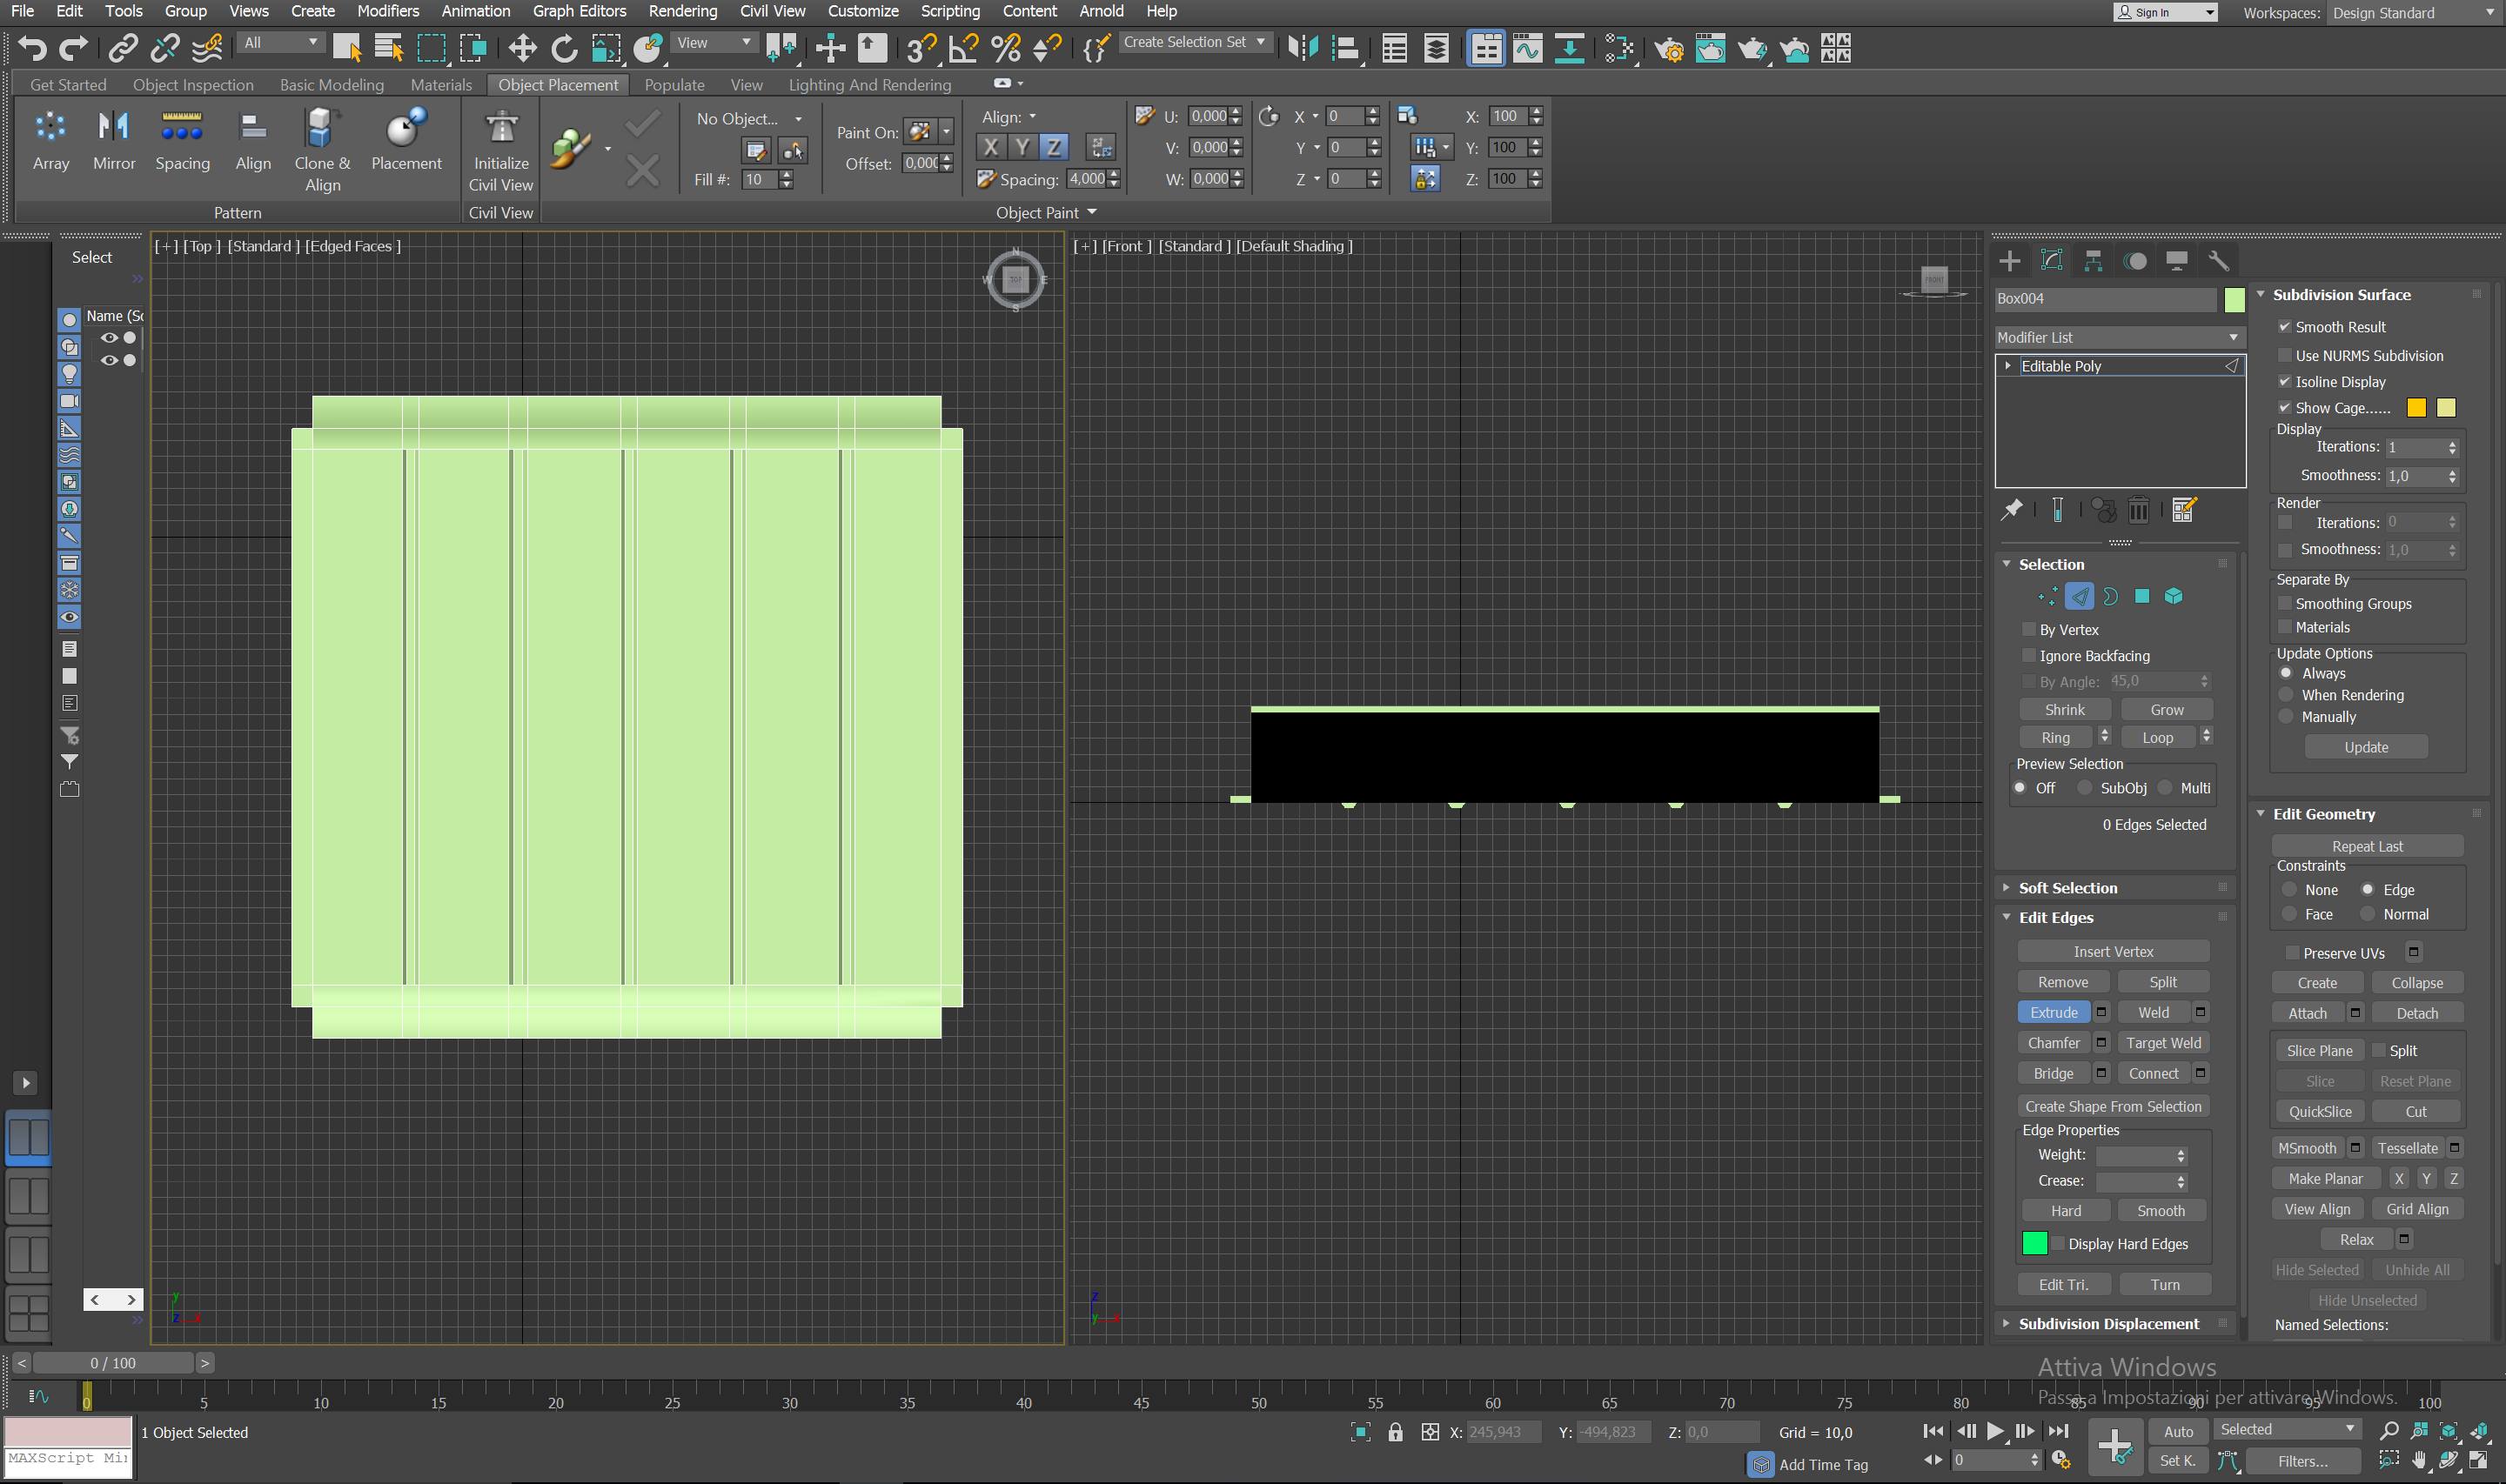 File Edit Tools Group Views Create Modifiers Animation Graph Editors Rendering Civil View Customize Scripting Content Arnold Help
Sign In Workspaces: Design Standard
All View Create Selection Set
Get Started Object Inspection Basic Modeling Materials Object Placement Populate View Lighting And Rendering
No Object... Align: U: 0,000 X 0 X: 100
Paint On: X Y Z V: 0,000 Y 0 Y: 100
Array Mirror Spacing Align Clone & Align Placement Initialize Civil View Offset: 0,000
Fill #: 10 Spacing: 4,000 W: 0,000 Z 0 Z: 100
Pattern Civil View Object Paint
Select
Name (Sc
[+] [Top ] [Standard ] [Edged Faces ]
N
W TOP E
S
[+] [Front ] [Standard ] [Default Shading ]
FRONT
y
z x
z
y x
Box004
Modifier List
Editable Poly
Selection
By Vertex
Ignore Backfacing
By Angle: 45,0
Shrink Grow
Ring Loop
Preview Selection
Off SubObj Multi
0 Edges Selected
Soft Selection
Edit Edges
Insert Vertex
Remove Split
Extrude Weld
Chamfer Target Weld
Bridge Connect
Create Shape From Selection
Edge Properties
Weight:
Crease:
Hard Smooth
Display Hard Edges
Edit Tri. Turn
Subdivision Displacement
Subdivision Surface
Smooth Result
Use NURMS Subdivision
Isoline Display
Show Cage......
Display
Iterations: 1
Smoothness: 1,0
Render
Iterations: 0
Smoothness: 1,0
Separate By
Smoothing Groups
Materials
Update Options
Always
When Rendering
Manually
Update
Edit Geometry
Repeat Last
Constraints
None Edge
Face Normal
Preserve UVs
Create Collapse
Attach Detach
Slice Plane Split
Slice Reset Plane
QuickSlice Cut
MSmooth Tessellate
Make Planar X Y Z
View Align Grid Align
Relax
Hide Selected Unhide All
Hide Unselected
Named Selections:
Attiva Windows
Passa a Impostazioni per attivare Windows.
< 0 / 100 >
0 5 10 15 20 25 30 35 40 45 50 55 60 65 70 75 80 85 90 95 100
1 Object Selected X: 245,943 Y: -494,823 Z: 0,0 Grid = 10,0 Auto Selected
MAXScript Mi Add Time Tag 0 Set K. Filters...